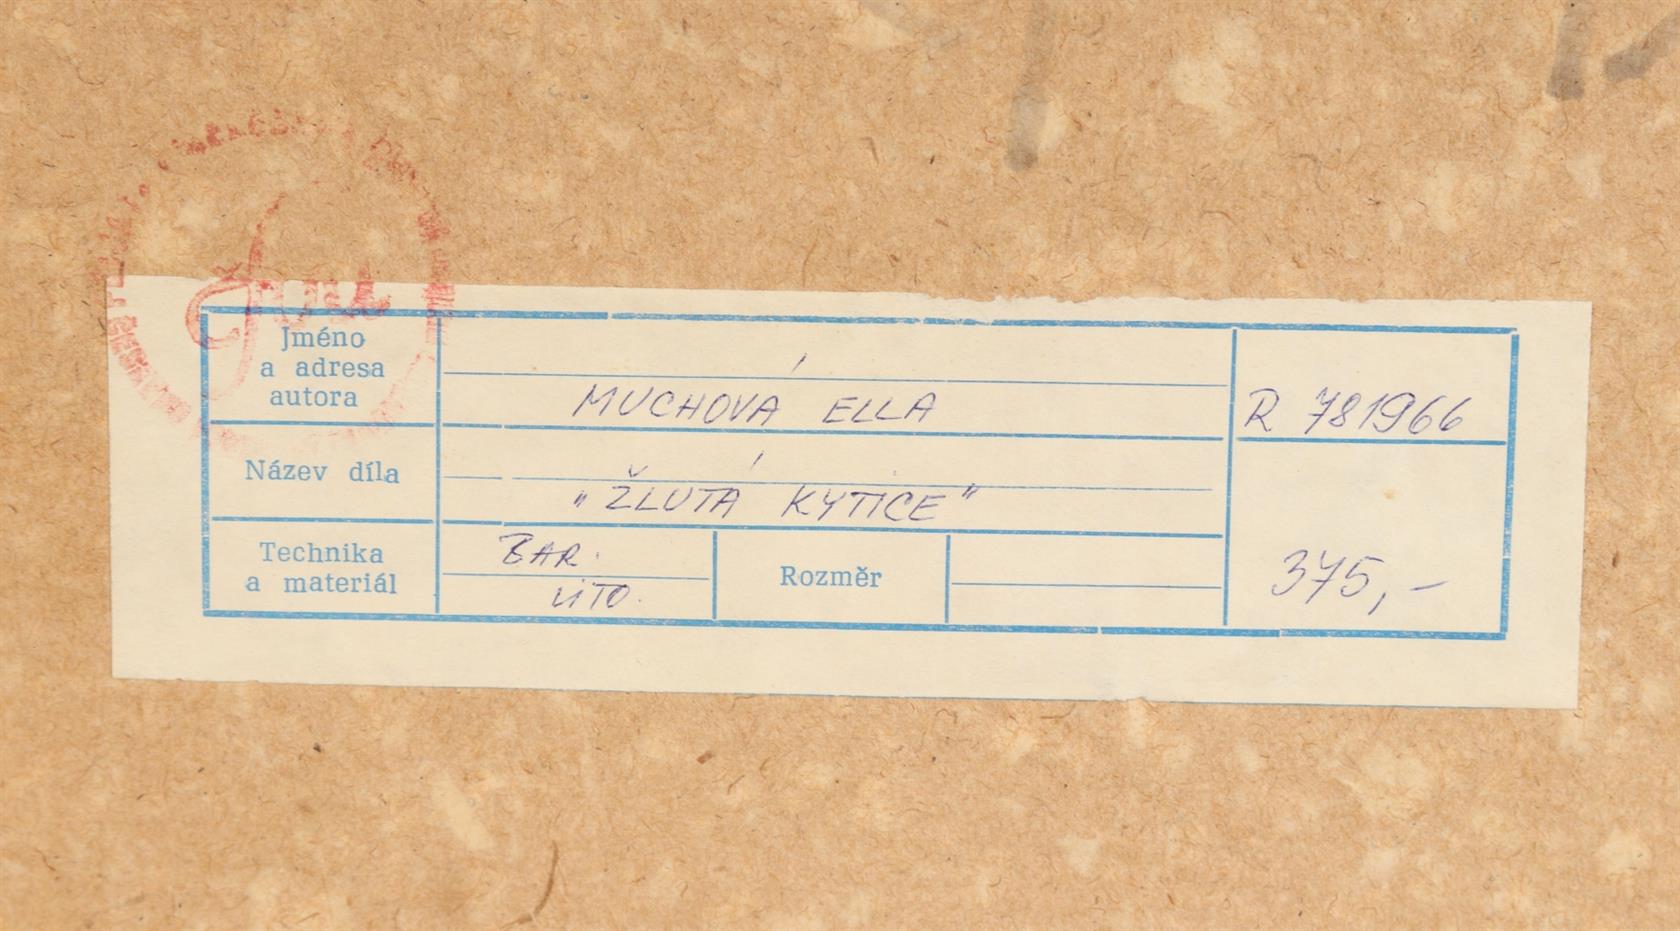 Jméno
a adresa
autora
MUCHOVÁ ELLA
R 781966
Název díla
"ŽLUTÁ KYTICE"
Technika
a materiál
BAR.
LITO.
Rozměr
375,-